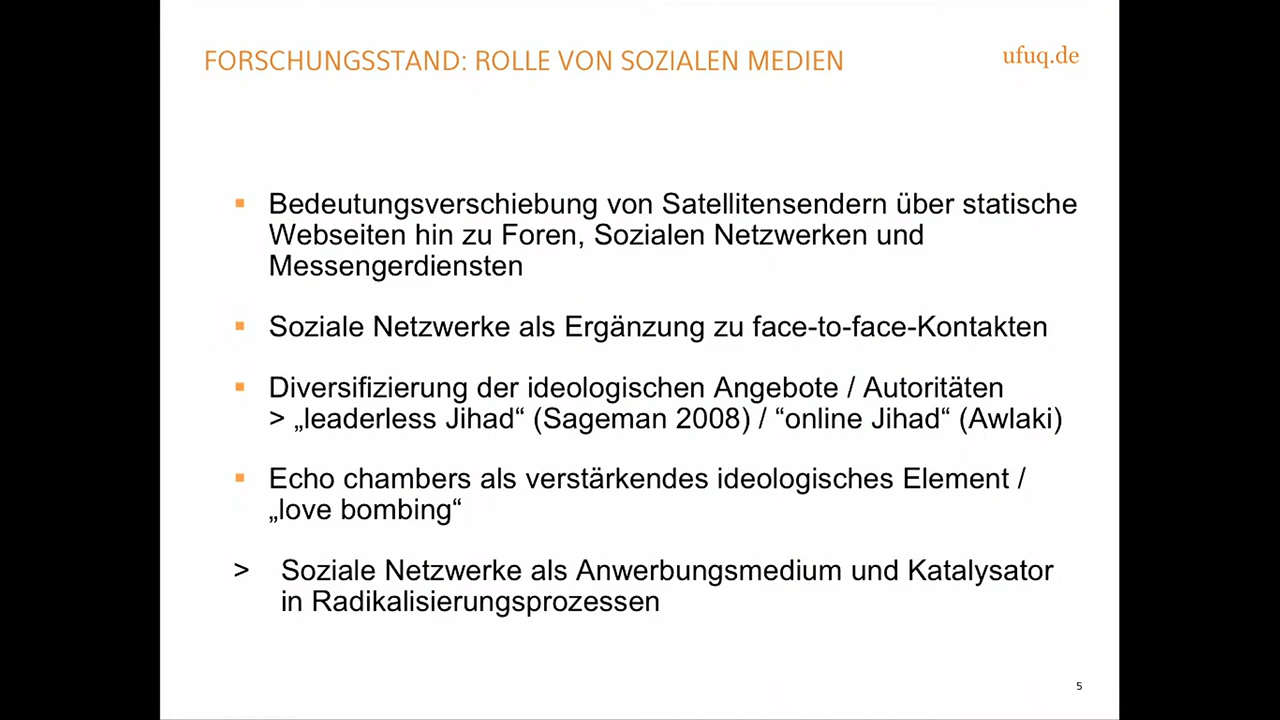 FORSCHUNGSSTAND: ROLLE VON SOZIALEN MEDIEN
ufuq.de
▪ Bedeutungsverschiebung von Satellitensendern über statische
Webseiten hin zu Foren, Sozialen Netzwerken und
Messengerdiensten
▪ Soziale Netzwerke als Ergänzung zu face-to-face-Kontakten
▪ Diversifizierung der ideologischen Angebote / Autoritäten
> „leaderless Jihad“ (Sageman 2008) / “online Jihad“ (Awlaki)
▪ Echo chambers als verstärkendes ideologisches Element /
„love bombing“
> Soziale Netzwerke als Anwerbungsmedium und Katalysator
in Radikalisierungsprozessen
5